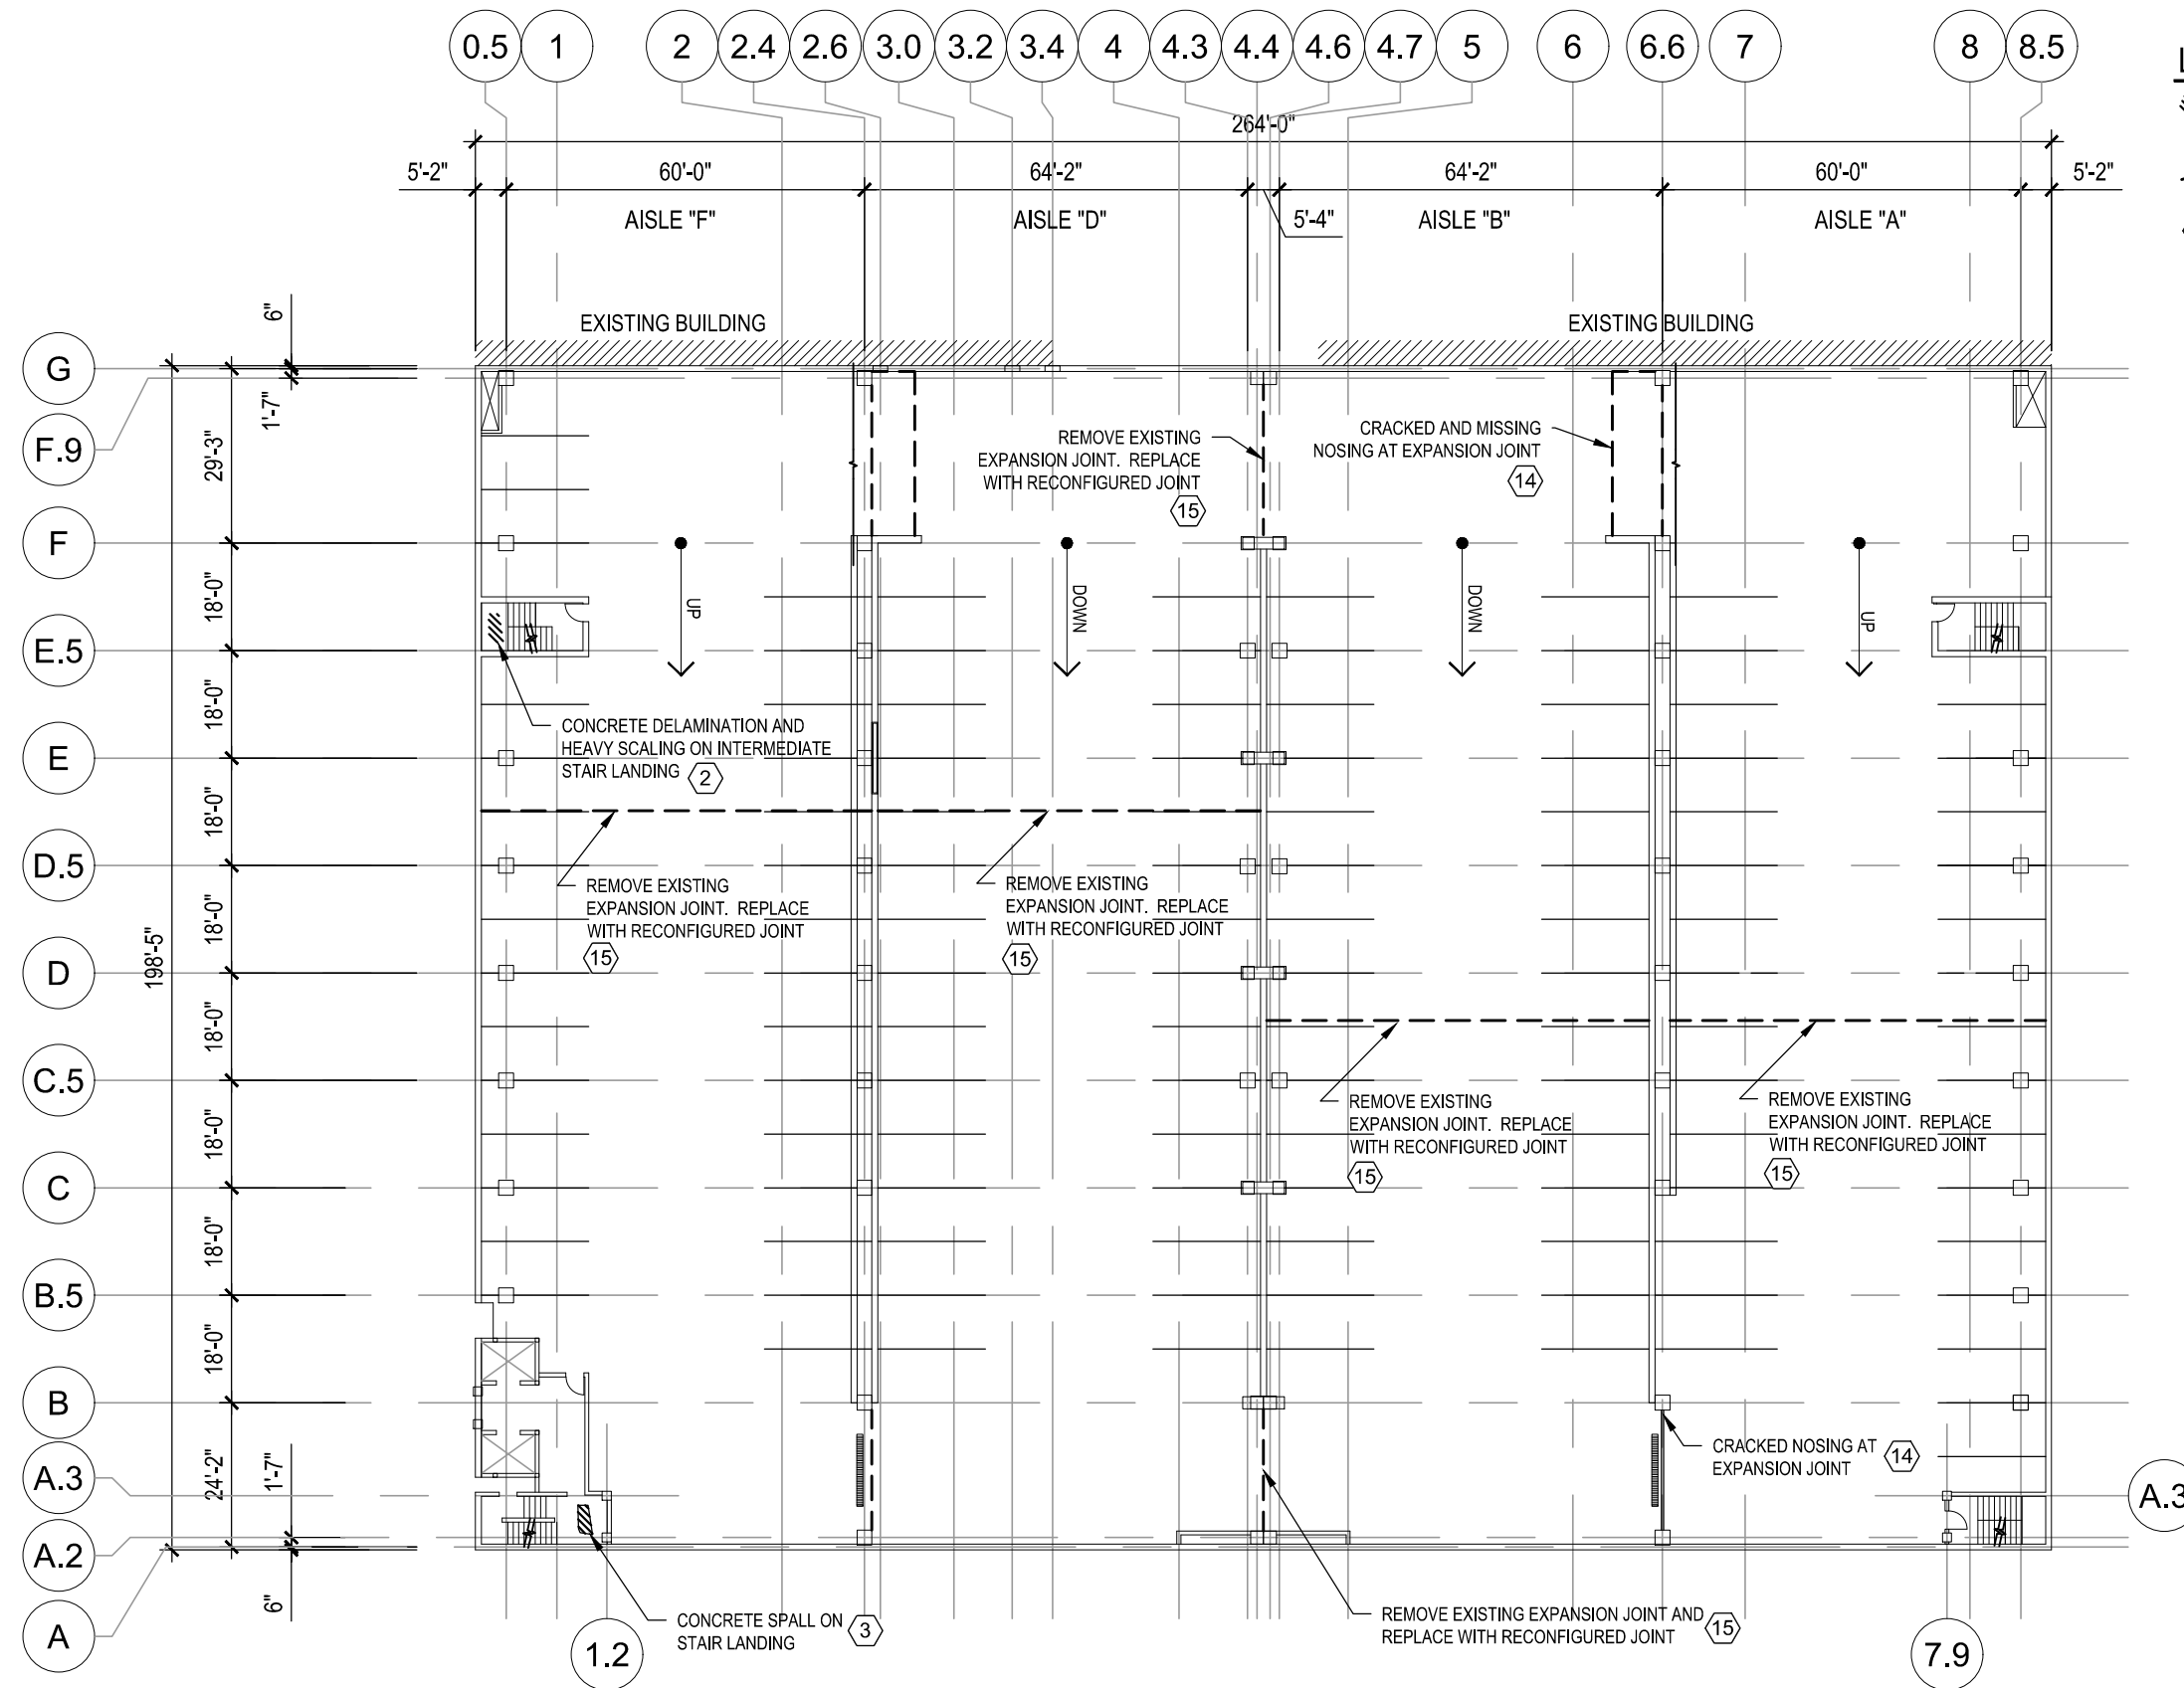 0.5 1 2 2.4 2.6 3.0 3.2 3.4 4 4.3 4.4 4.6 4.7 5 6 6.6 7 8 8.5
264'-0"
5'-2" 60'-0" 64'-2" 64'-2" 60'-0" 5'-2"
AISLE "F" AISLE "D" 5'-4" AISLE "B" AISLE "A"
6"
EXISTING BUILDING EXISTING BUILDING
G
F.9
1'-7"
29'-3"
REMOVE EXISTING
EXPANSION JOINT. REPLACE
WITH RECONFIGURED JOINT
15
CRACKED AND MISSING
NOSING AT EXPANSION JOINT
14
F
18'-0"
UP DOWN DOWN UP
E.5
18'-0"
CONCRETE DELAMINATION AND
HEAVY SCALING ON INTERMEDIATE
STAIR LANDING 2
E
18'-0"
D.5
REMOVE EXISTING
EXPANSION JOINT. REPLACE
WITH RECONFIGURED JOINT
15
REMOVE EXISTING
EXPANSION JOINT. REPLACE
WITH RECONFIGURED JOINT
15
18'-0"
198'-5"
D
18'-0"
C.5
REMOVE EXISTING
EXPANSION JOINT. REPLACE
WITH RECONFIGURED JOINT
15
REMOVE EXISTING
EXPANSION JOINT. REPLACE
WITH RECONFIGURED JOINT
15
18'-0"
C
18'-0"
B.5
18'-0"
B
CRACKED NOSING AT 14
EXPANSION JOINT
24'-2"
1'-7"
A.3 A.3
A.2
6"
A
CONCRETE SPALL ON 3
STAIR LANDING
REMOVE EXISTING EXPANSION JOINT AND 15
REPLACE WITH RECONFIGURED JOINT
1.2 7.9